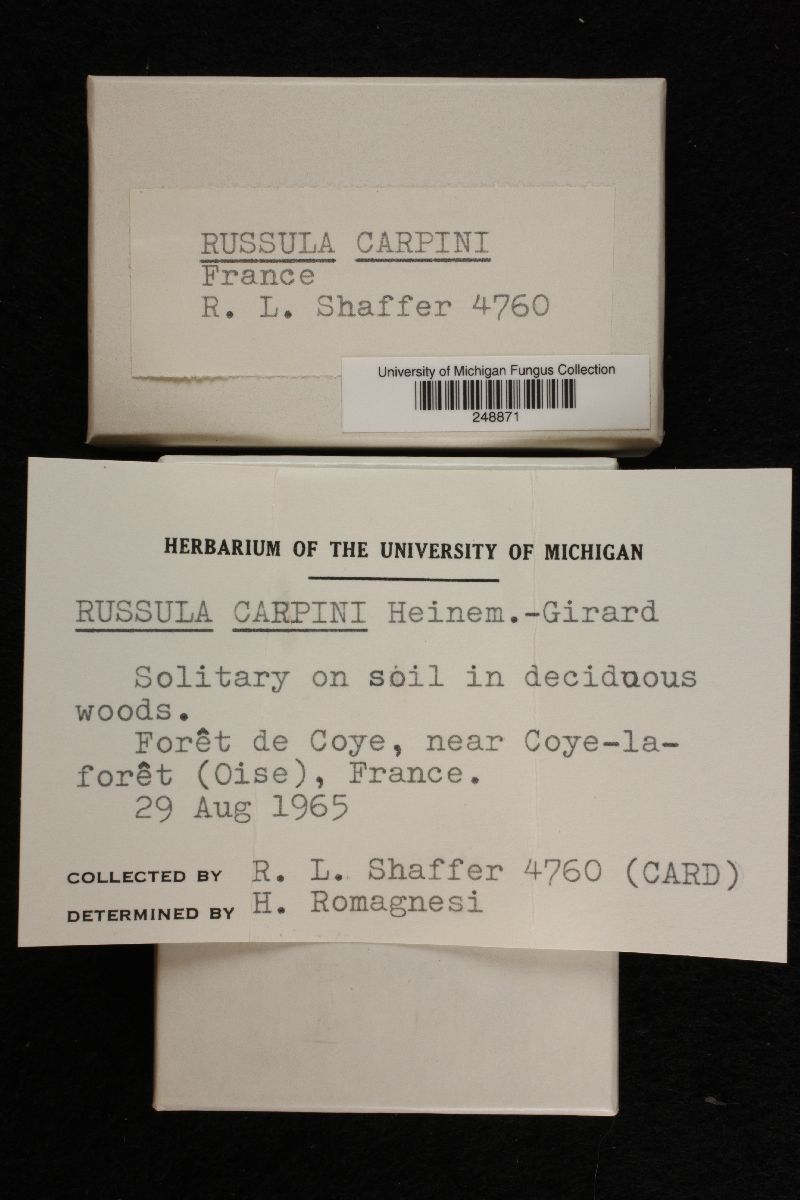 RUSSULA CARPINI
France
R. L. Shaffer 4760
University of Michigan Fungus Collection
248871
HERBARIUM OF THE UNIVERSITY OF MICHIGAN
RUSSULA CARPINI Heinem.-Girard
Solitary on soil in deciduous
woods.
Forêt de Coye, near Coye-la-
forêt (Oise), France.
29 Aug 1965
COLLECTED BY R. L. Shaffer 4760 (CARD)
DETERMINED BY H. Romagnesi